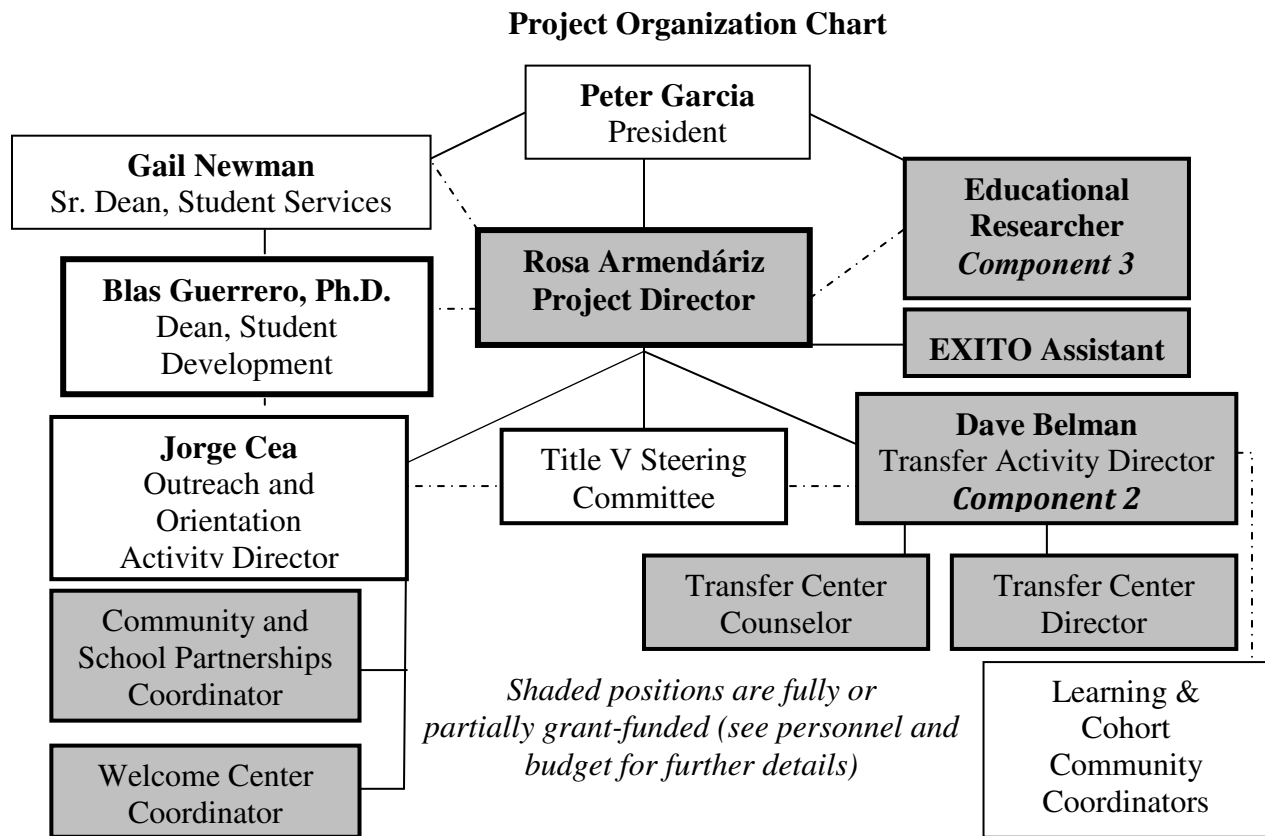 Project Organization Chart
Peter Garcia
President
Gail Newman
Sr. Dean, Student Services
Educational
Researcher
Component 3
Rosa Armendáriz
Project Director
Blas Guerrero, Ph.D.
Dean, Student
Development
EXITO Assistant
Jorge Cea
Outreach and
Orientation
Activity Director
Title V Steering
Committee
Dave Belman
Transfer Activity Director
Component 2
Transfer Center
Counselor
Transfer Center
Director
Community and
School Partnerships
Coordinator
Welcome Center
Coordinator
Shaded positions are fully or
partially grant-funded (see personnel and
budget for further details)
Learning &
Cohort
Community
Coordinators